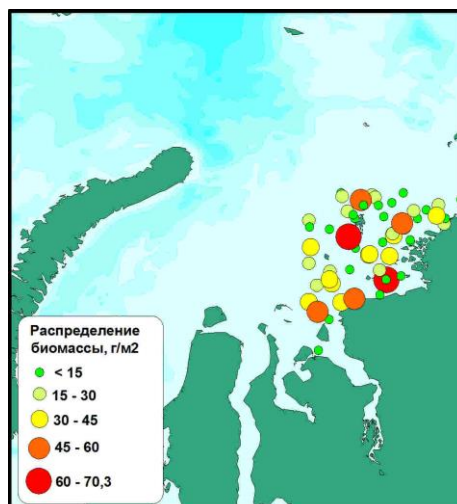 Распределение
биомассы, г/м2
< 15
15 - 30
30 - 45
45 - 60
60 - 70,3